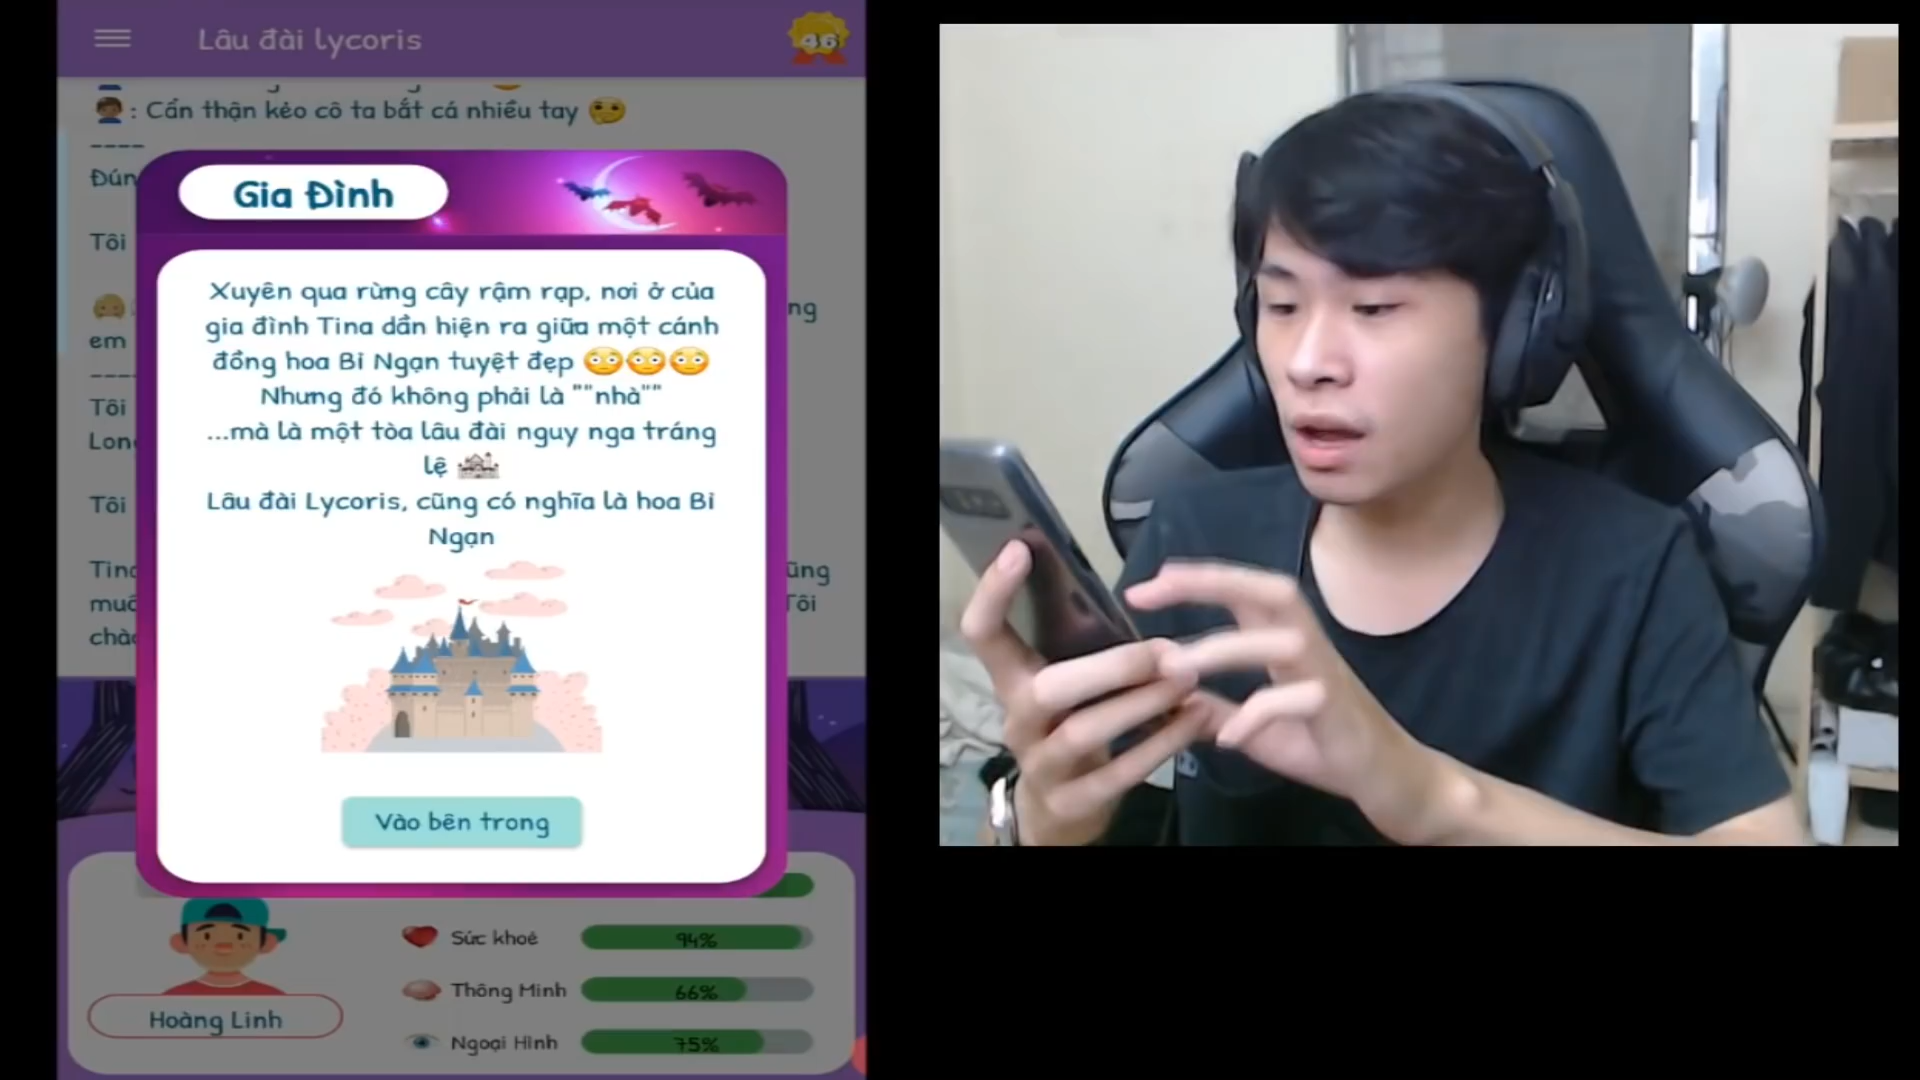 Lâu đài lycoris
46
: Cẩn thận kẻo cô ta bắt cá nhiều tay
----
Đún
Gia Đình
Tôi
Xuyên qua rừng cây rậm rạp, nơi ở của
gia đình Tina dần hiện ra giữa một cánh
đồng hoa Bỉ Ngạn tuyệt đẹp
Nhưng đó không phải là ""nhà""
...mà là một tòa lâu đài nguy nga tráng
lệ
Lâu đài Lycoris, cũng có nghĩa là hoa Bỉ
Ngạn
ng
em
----
Tôi
Lon
Tôi
Tina
ũng
muố
Tôi
chà
Vào bên trong
Sức khoẻ 94%
Thông Minh 66%
Hoàng Linh
Ngoại Hình 75%